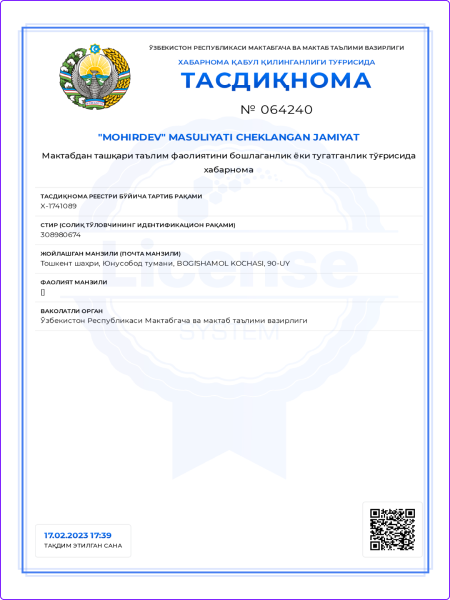 ЎЗБЕКИСТОН РЕСПУБЛИКАСИ МАКТАБГАЧА ВА МАКТАБ ТАЪЛИМИ ВАЗИРЛИГИ
ХАБАРНОМА ҚАБУЛ ҚИЛИНГАНЛИГИ ТУҒРИСИДА
ТАСДИҚНОМА
№ 064240
"MOHIRDEV" MASULIYATI CHEKLANGAN JAMIYAT
Мактабдан ташқари таълим фаолиятини бошлаганлик ёки тугатганлик тўғрисида
хабарнома
ТАСДИҚНОМА РЕЕСТРИ БЎЙИЧА ТАРТИБ РАҚАМИ
X-1741089
СТИР (СОЛИҚ ТЎЛОВЧИНИНГ ИДЕНТИФИКАЦИОН РАҚАМИ)
308980674
ЖОЙЛАШГАН МАНЗИЛИ (ПОЧТА МАНЗИЛИ)
Тошкент шаҳри, Юнусобод тумани, BOGISHAMOL KOCHASI, 90-UY
ФАОЛИЯТ МАНЗИЛИ
[]
ВАКОЛАТЛИ ОРГАН
Ўзбекистон Республикаси Мактабгача ва мактаб таълими вазирлиги
License
SYSTEM
17.02.2023 17:39
ТАҚДИМ ЭТИЛГАН САНА